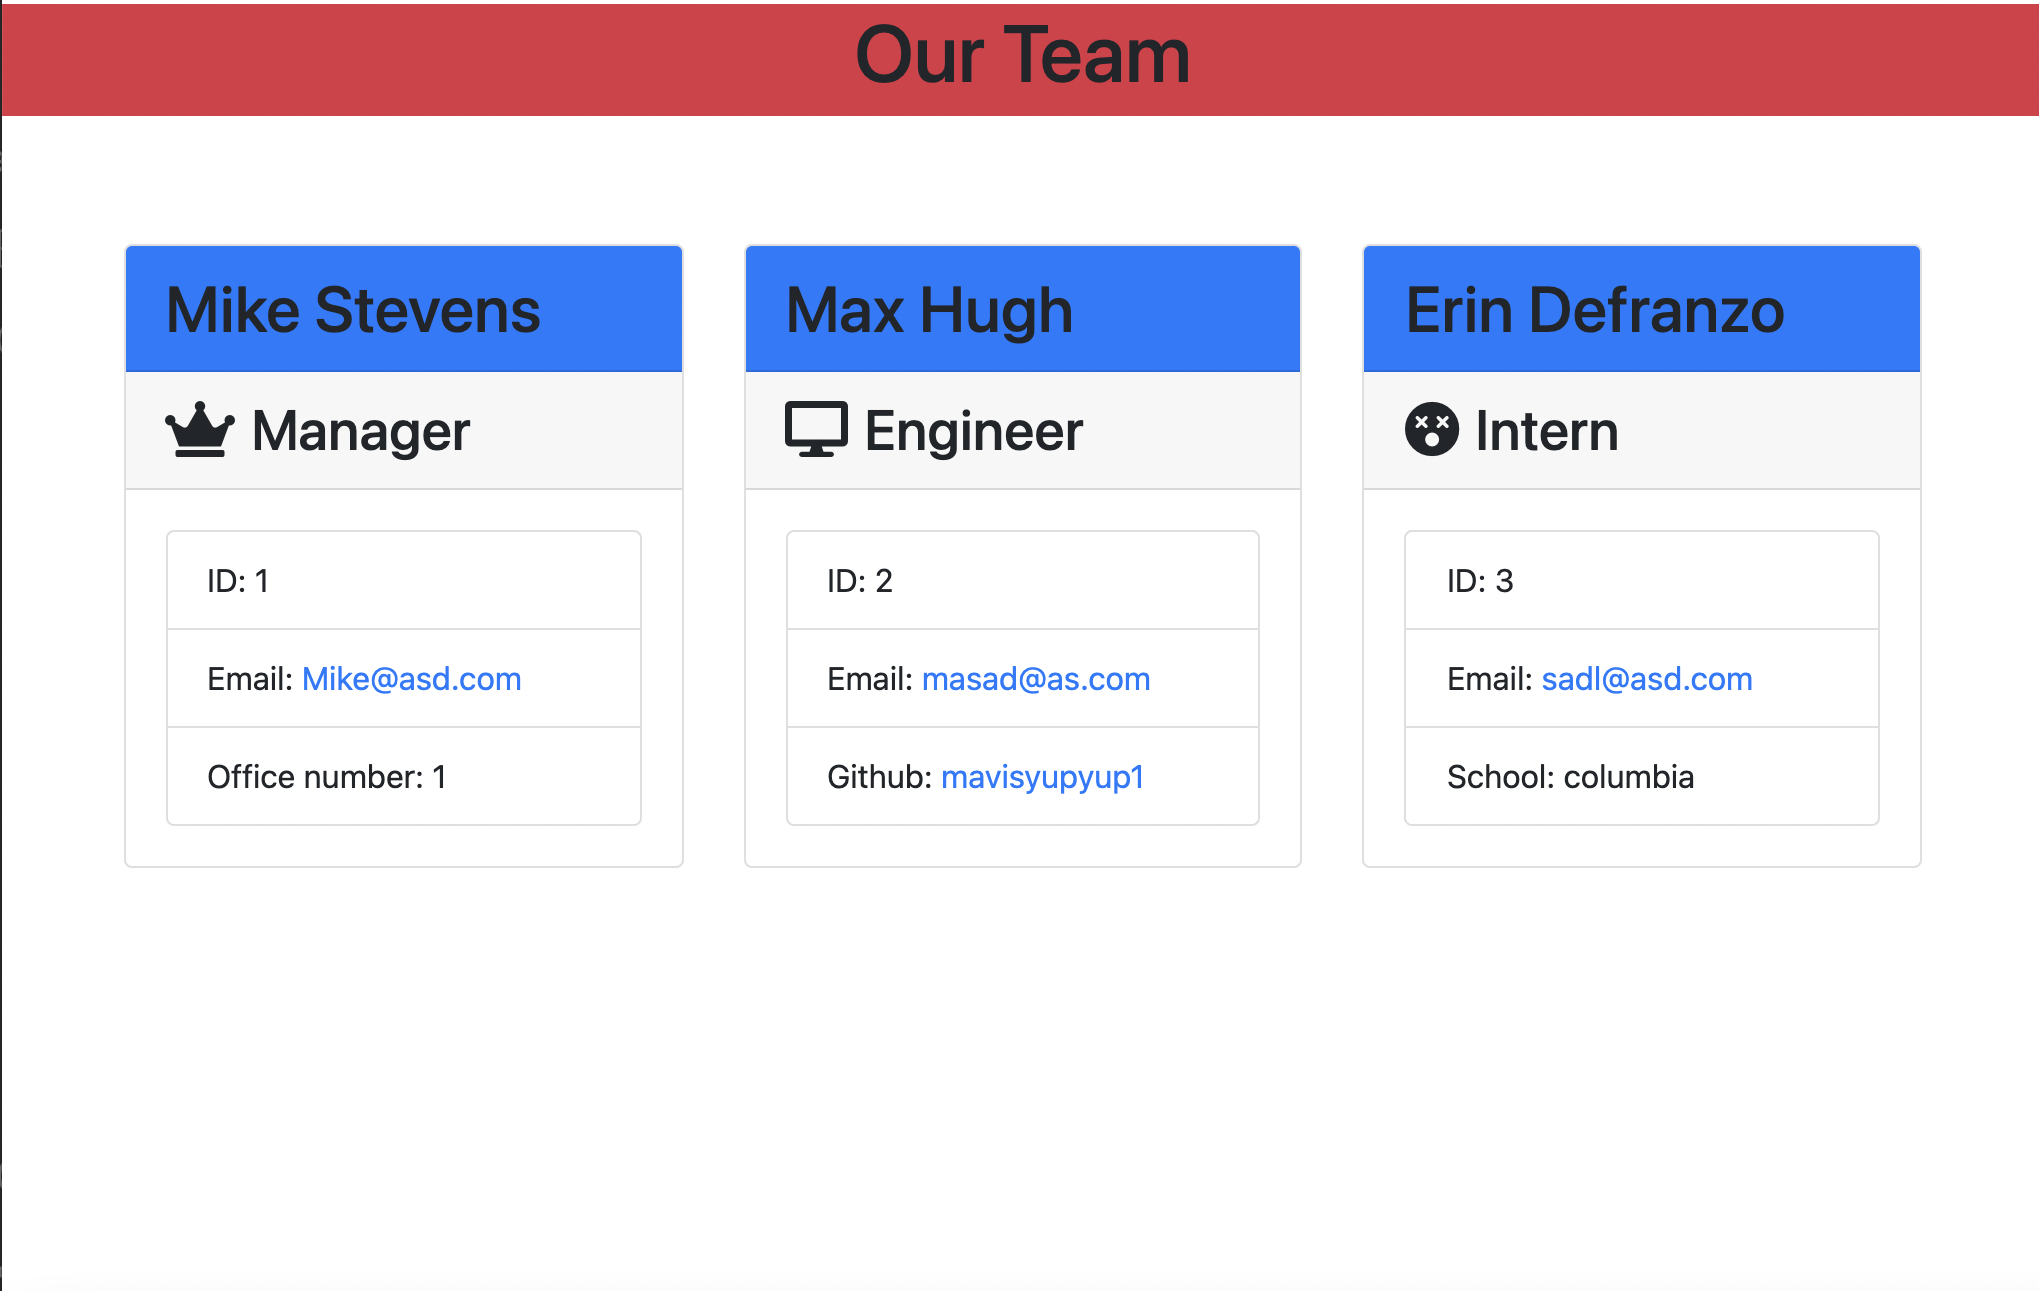 Our Team
Mike Stevens
Manager
ID: 1
Email: Mike@asd.com
Office number: 1
Max Hugh
Engineer
ID: 2
Email: masad@as.com
Github: mavisyupyup1
Erin Defranzo
Intern
ID: 3
Email: sadl@asd.com
School: columbia